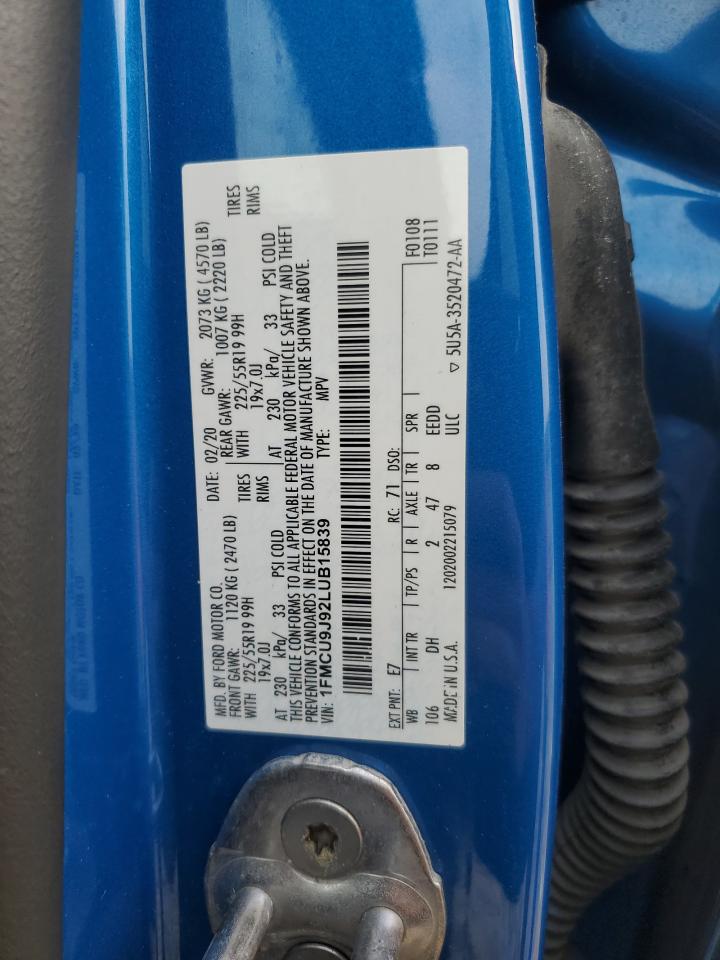 MFD. BY FORD MOTOR CO.
DATE: 02/20 GVWR: 2073 KG ( 4570 LB)
FRONT GAWR: 1120 KG ( 2470 LB) REAR GAWR: 1007 KG ( 2220 LB)
WITH 225/55R19 99H TIRES WITH 225/55R19 99H TIRES
19x7.0J RIMS 19x7.0J RIMS
AT 230 kPa/ 33 PSI COLD AT 230 kPa/ 33 PSI COLD
THIS VEHICLE CONFORMS TO ALL APPLICABLE FEDERAL MOTOR VEHICLE SAFETY AND THEFT
PREVENTION STANDARDS IN EFFECT ON THE DATE OF MANUFACTURE SHOWN ABOVE.
VIN: 1FMCU9J92LUB15839 TYPE: MPV
EXT PNT: E7 RC: 71 DSO: F0108
WB INT TR TP/PS R AXLE TR SPR T0111
106 DH 2 47 8 EEDD
MADE IN U.S.A. 1202002215079 ULC
▽ 5U5A-3520472-AA